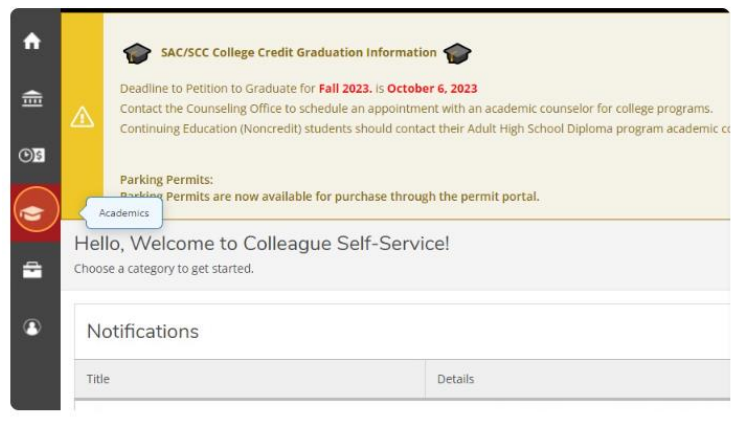 SAC/SCC College Credit Graduation Information
Deadline to Petition to Graduate for Fall 2023. is October 6, 2023
Contact the Counseling Office to schedule an appointment with an academic counselor for college programs.
Continuing Education (Noncredit) students should contact their Adult High School Diploma program academic
Parking Permits:
Parking Permits are now available for purchase through the permit portal.
Academics
Hello, Welcome to Colleague Self-Service!
Choose a category to get started.
Notifications
Title Details